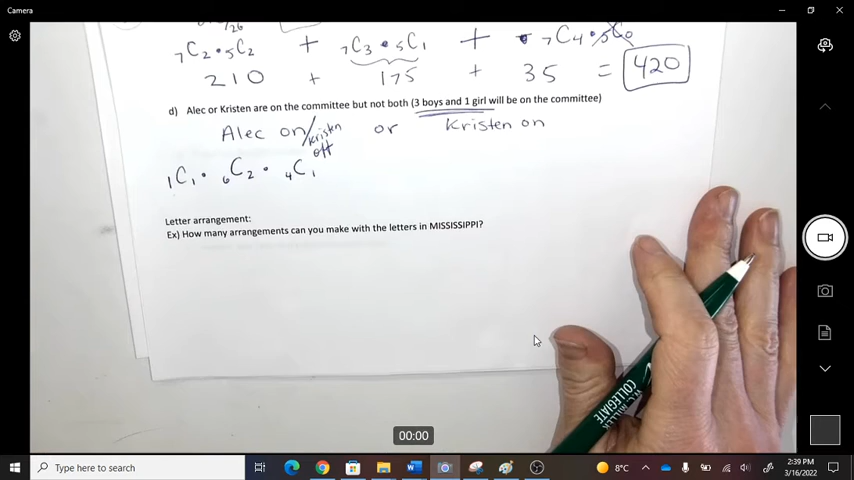 Camera
₇C₂ • ₅C₂ + ₇C₃ • ₅C₁ + ₇C₄ • ₅C₀
210 + 175 + 35 = 420
d) Alec or Kristen are on the committee but not both (3 boys and 1 girl will be on the committee)
Alec on/kristen off or Kristen on
₁C₁ • ₆C₂ • ₄C₁
Letter arrangement:
Ex) How many arrangements can you make with the letters in MISSISSIPPI?
COLLEGIATE
00:00
Type here to search
8°C
2:39 PM
3/16/2022